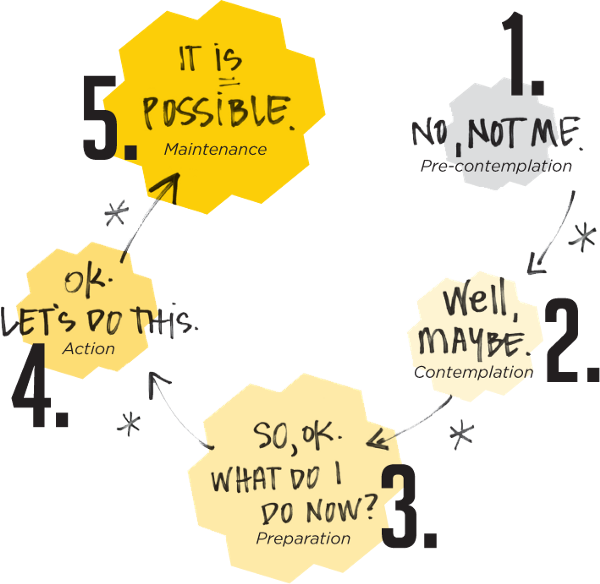 1.
NO, NOT ME.
Pre-contemplation
*
Well,
MAYBE.
Contemplation
2.
*
SO, OK.
WHAT DO I
DO NOW?
Preparation
3.
*
OK.
LET'S DO THIS.
Action
4.
*
IT IS
POSSIBLE.
Maintenance
5.